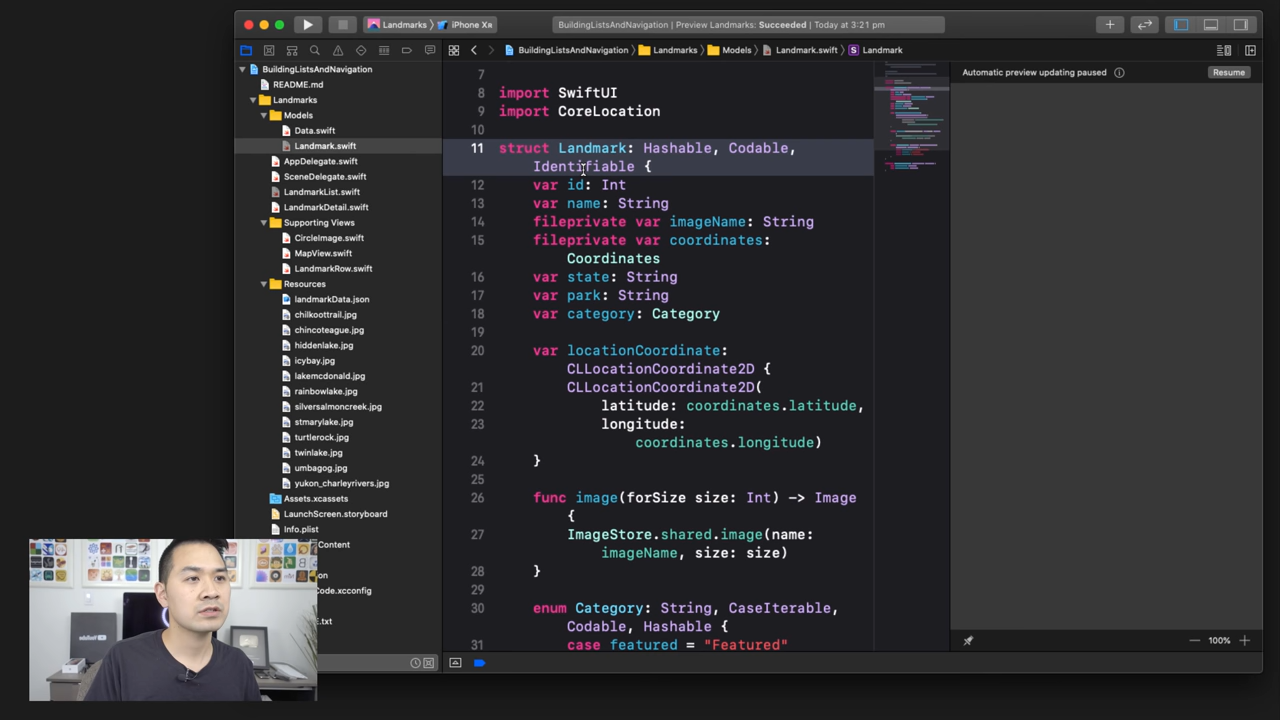 Landmarks
iPhone Xʀ
BuildingListsAndNavigation | Preview Landmarks: Succeeded | Today at 3:21 pm
BuildingListsAndNavigation
Landmarks
Models
Landmark.swift
S
Landmark
BuildingListsAndNavigation
README.md
Landmarks
Models
Data.swift
Landmark.swift
AppDelegate.swift
SceneDelegate.swift
LandmarkList.swift
LandmarkDetail.swift
Supporting Views
CircleImage.swift
MapView.swift
LandmarkRow.swift
Resources
landmarkData.json
chilkoottrail.jpg
chincoteague.jpg
hiddenlake.jpg
icybay.jpg
lakemcdonald.jpg
rainbowlake.jpg
silversalmoncreek.jpg
stmarylake.jpg
turtlerock.jpg
twinlake.jpg
umbagog.jpg
yukon_charleyrivers.jpg
Assets.xcassets
LaunchScreen.storyboard
Info.plist
Content
on
Code.xcconfig
.txt
7
8 import SwiftUI
9 import CoreLocation
10
11 struct Landmark: Hashable, Codable,
Identifiable {
12 var id: Int
13 var name: String
14 fileprivate var imageName: String
15 fileprivate var coordinates:
Coordinates
16 var state: String
17 var park: String
18 var category: Category
19
20 var locationCoordinate:
CLLocationCoordinate2D {
21 CLLocationCoordinate2D(
22 latitude: coordinates.latitude,
23 longitude:
coordinates.longitude)
24 }
25
26 func image(forSize size: Int) -> Image
{
27 ImageStore.shared.image(name:
imageName, size: size)
28 }
29
30 enum Category: String, CaseIterable,
Codable, Hashable {
31 case featured = "Featured"
Automatic preview updating paused
Resume
100%